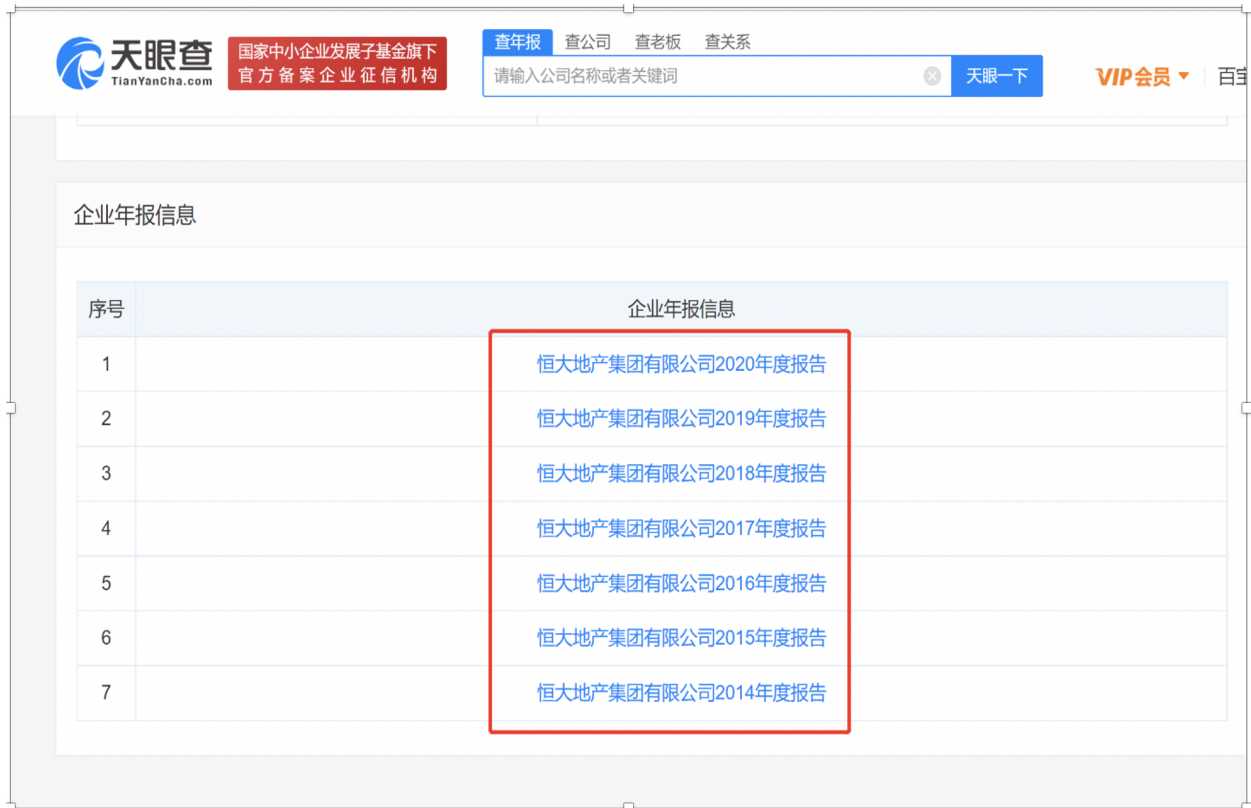 天眼查
TianYanCha.com
国家中小企业发展子基金旗下
官方备案企业征信机构
查年报 查公司 查老板 查关系
请输入公司名称或者关键词
天眼一下
VIP会员
百宝
企业年报信息
序号 企业年报信息
1 恒大地产集团有限公司2020年度报告
2 恒大地产集团有限公司2019年度报告
3 恒大地产集团有限公司2018年度报告
4 恒大地产集团有限公司2017年度报告
5 恒大地产集团有限公司2016年度报告
6 恒大地产集团有限公司2015年度报告
7 恒大地产集团有限公司2014年度报告